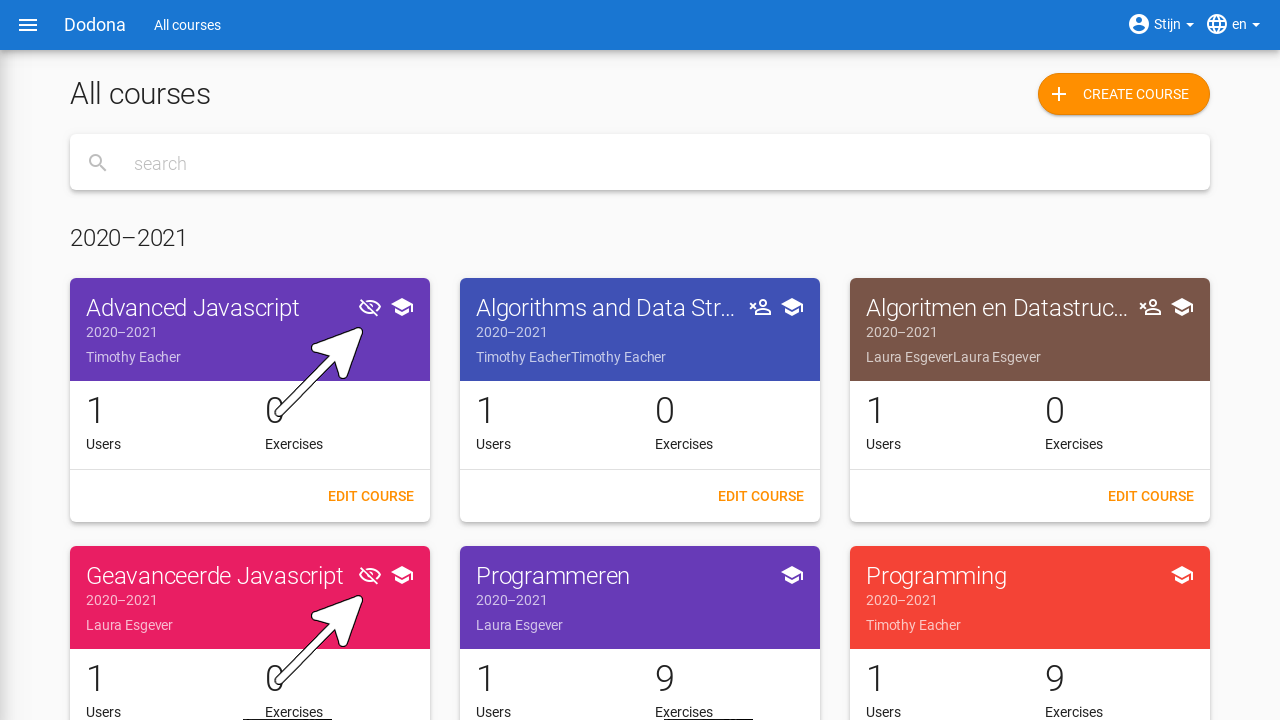 Dodona All courses Stijn en
All courses
CREATE COURSE
search
2020–2021
Advanced Javascript
2020–2021
Timothy Eacher
1 0
Users Exercises
EDIT COURSE
Algorithms and Data Str...
2020–2021
Timothy EacherTimothy Eacher
1 0
Users Exercises
EDIT COURSE
Algoritmen en Datastruc...
2020–2021
Laura EsgeverLaura Esgever
1 0
Users Exercises
EDIT COURSE
Geavanceerde Javascript
2020–2021
Laura Esgever
1 0
Users Exercises
Programmeren
2020–2021
Laura Esgever
1 9
Users Exercises
Programming
2020–2021
Timothy Eacher
1 9
Users Exercises